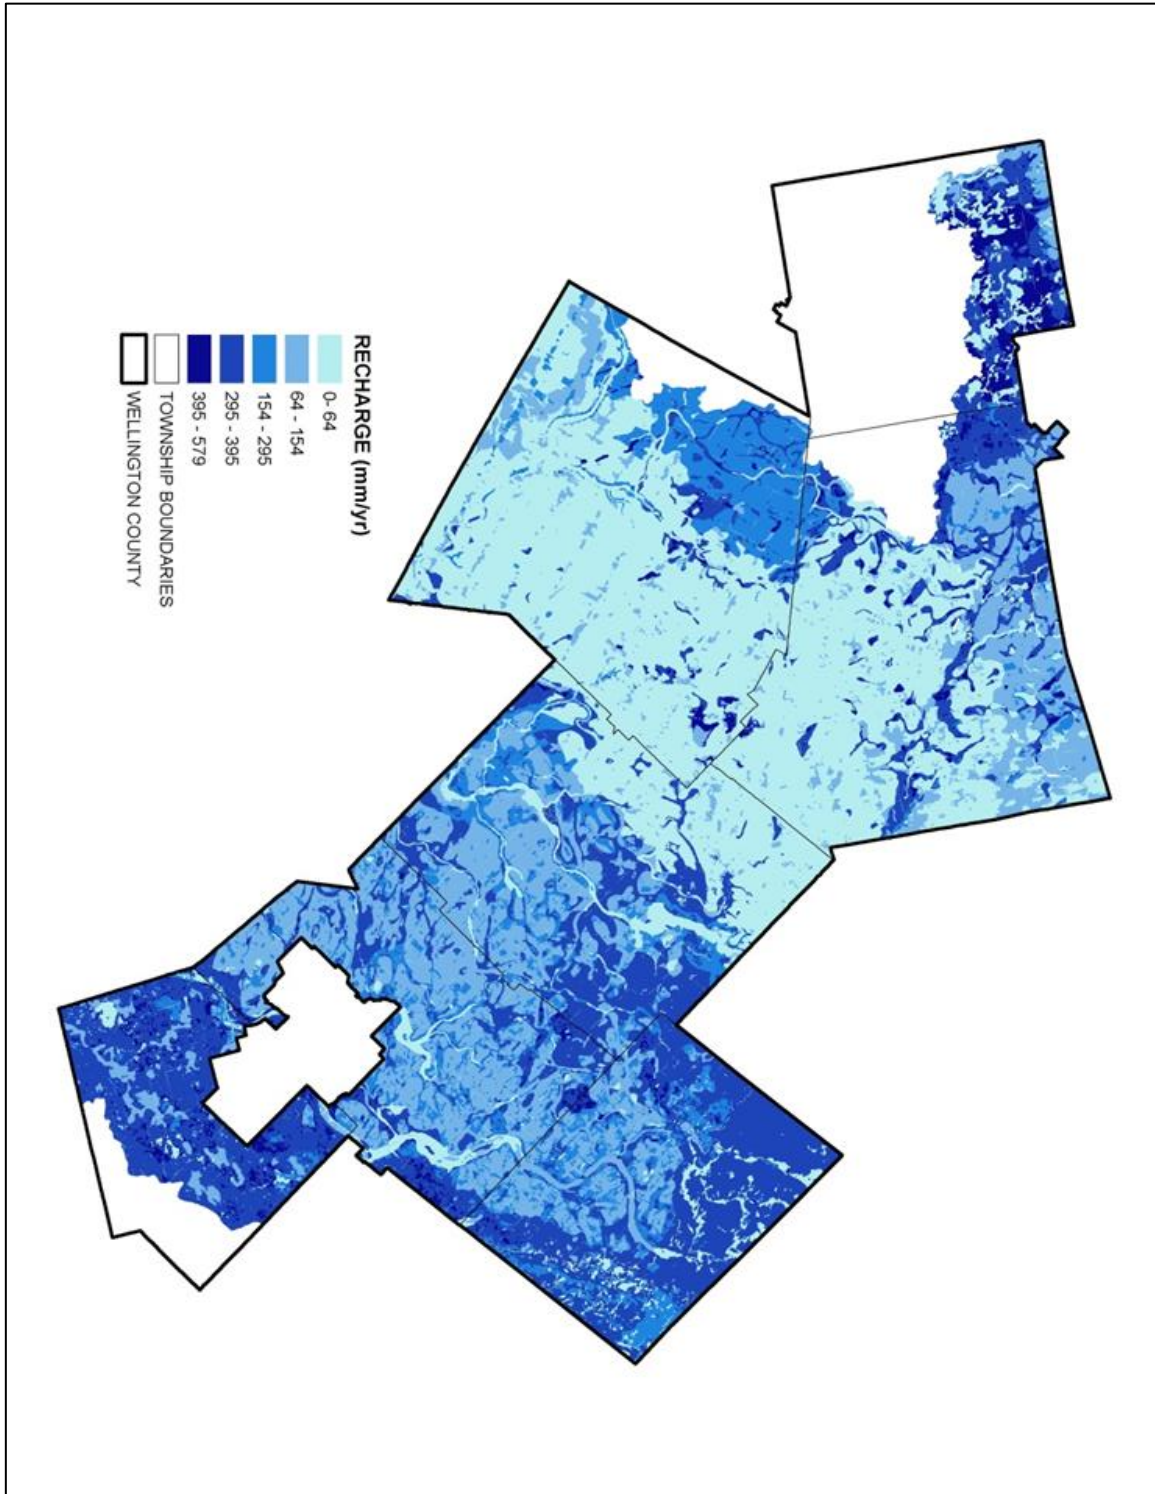 RECHARGE (mm/yr)
0- 64
64 - 154
154 - 295
295 - 395
395 - 579
TOWNSHIP BOUNDARIES
WELLINGTON COUNTY